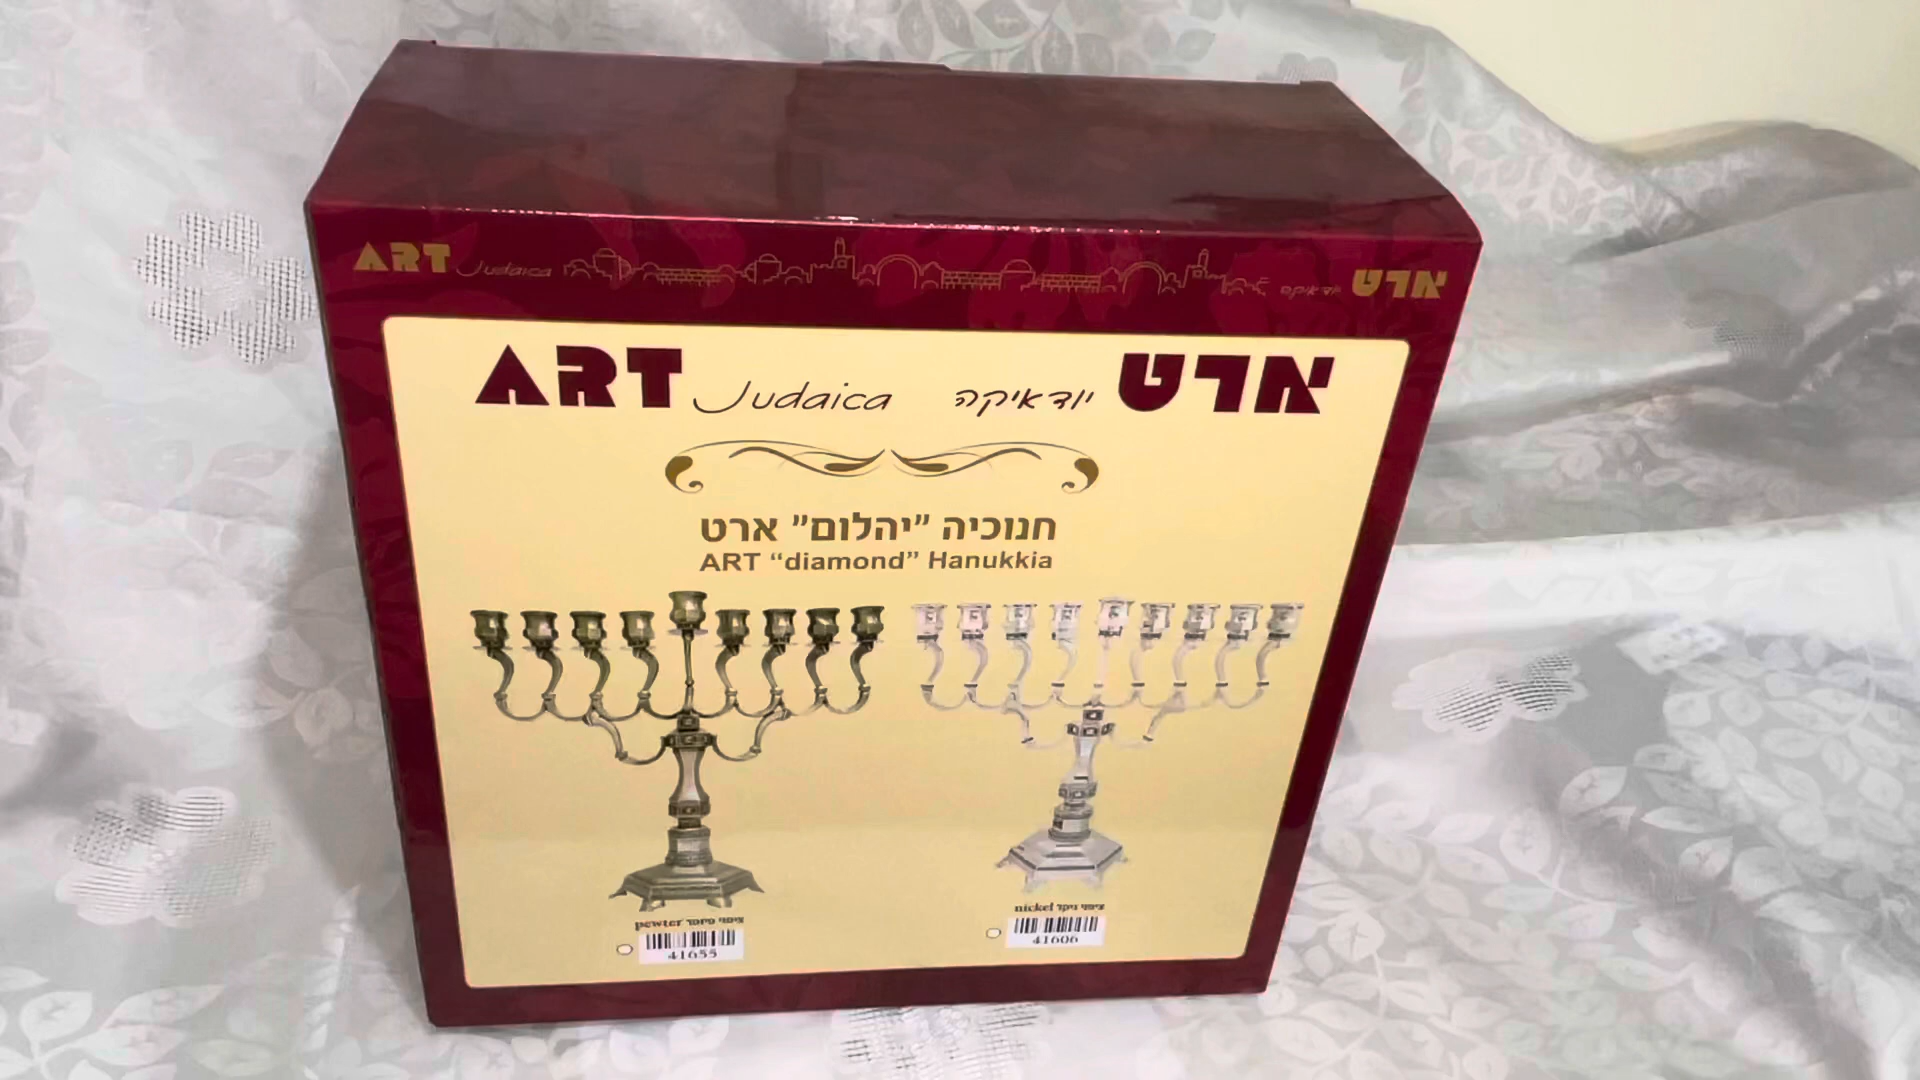 ART Judaica יודאיקה ארט
ART Judaica יודאיקה ארט
חנוכיה "יהלום" ארט
ART “diamond” Hanukkia
ציפוי פיוטר pewter
41655
ציפוי ניקל nickel
41606